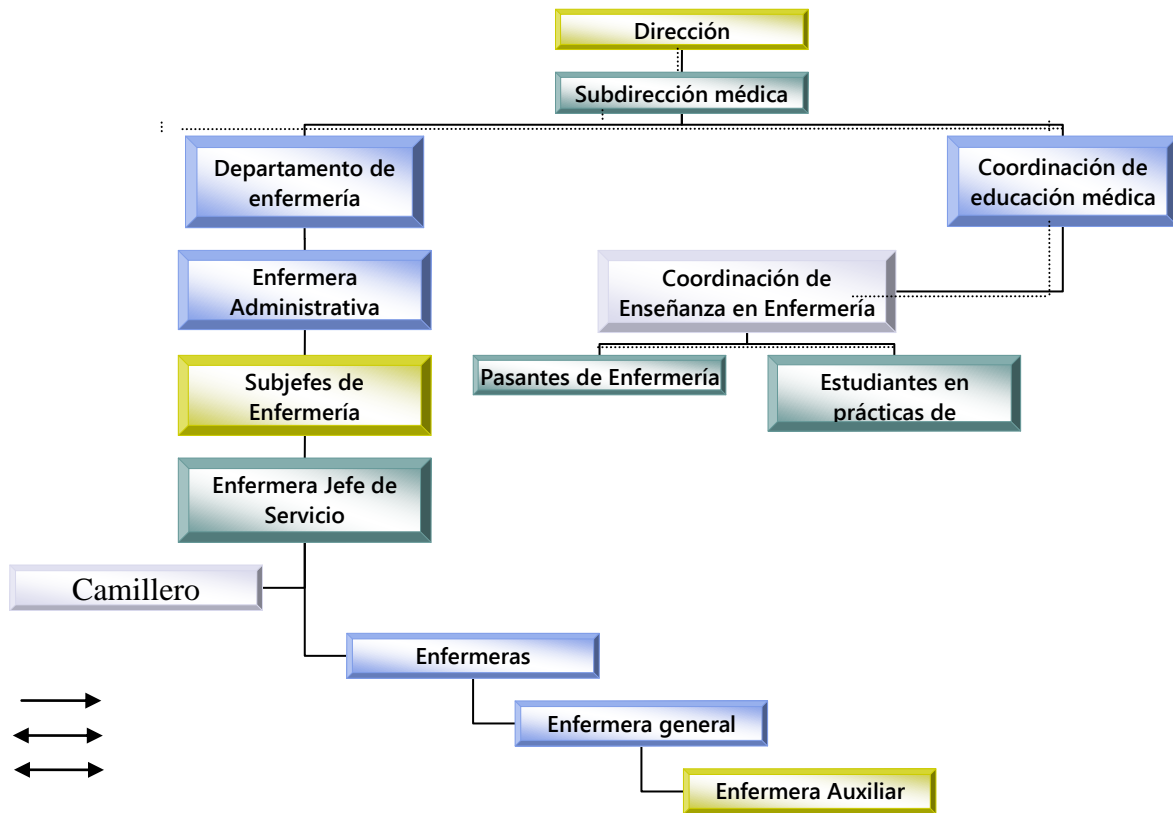 Dirección
Subdirección médica
Departamento de
enfermería
Coordinación de
educación médica
Enfermera
Administrativa
Coordinación de
Enseñanza en Enfermería
Subjefes de
Enfermería
Pasantes de Enfermería
Estudiantes en
prácticas de
Enfermera Jefe de
Servicio
Camillero
Enfermeras
Enfermera general
Enfermera Auxiliar